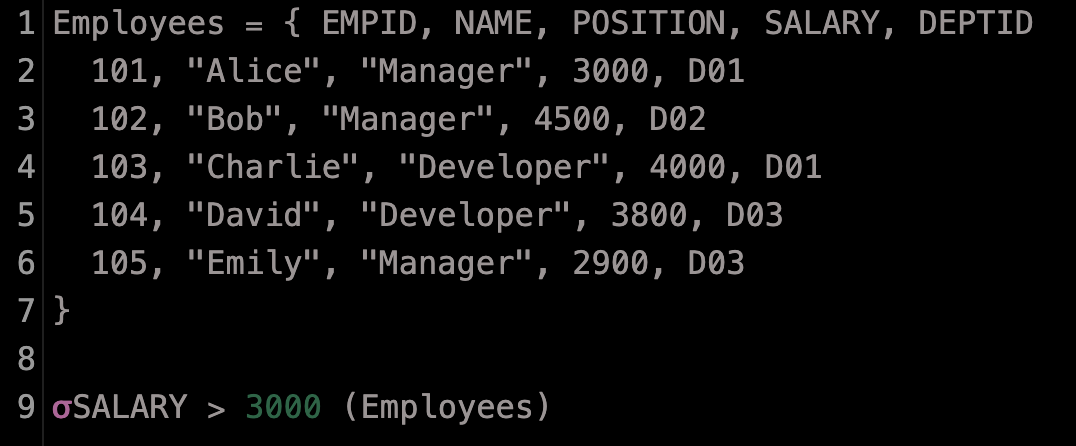 1 Employees = { EMPID, NAME, POSITION, SALARY, DEPTID
2 101, "Alice", "Manager", 3000, D01
3 102, "Bob", "Manager", 4500, D02
4 103, "Charlie", "Developer", 4000, D01
5 104, "David", "Developer", 3800, D03
6 105, "Emily", "Manager", 2900, D03
7 }
8
9 σSALARY > 3000 (Employees)